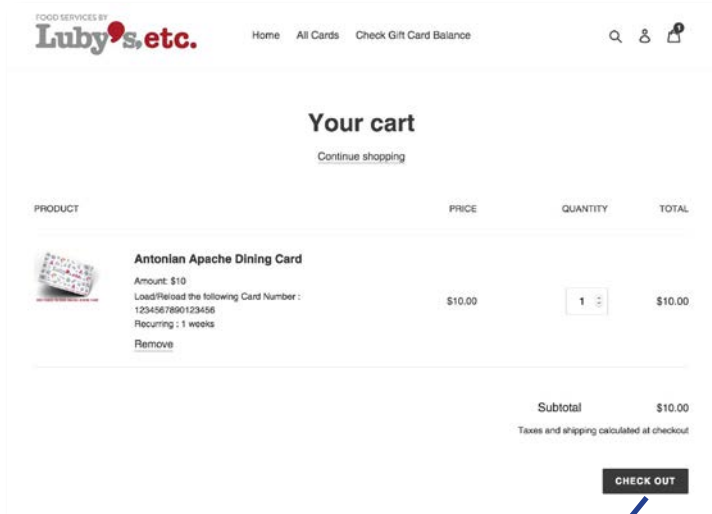 FOOD SERVICES BY
Luby's, etc.
Home All Cards Check Gift Card Balance
1
Your cart
Continue shopping
PRODUCT PRICE QUANTITY TOTAL
Antonian Apache Dining Card
Amount: $10
Load/Reload the following Card Number :
1234567890123456
Recurring : 1 weeks
Remove
$10.00 1 $10.00
Subtotal $10.00
Taxes and shipping calculated at checkout
CHECK OUT